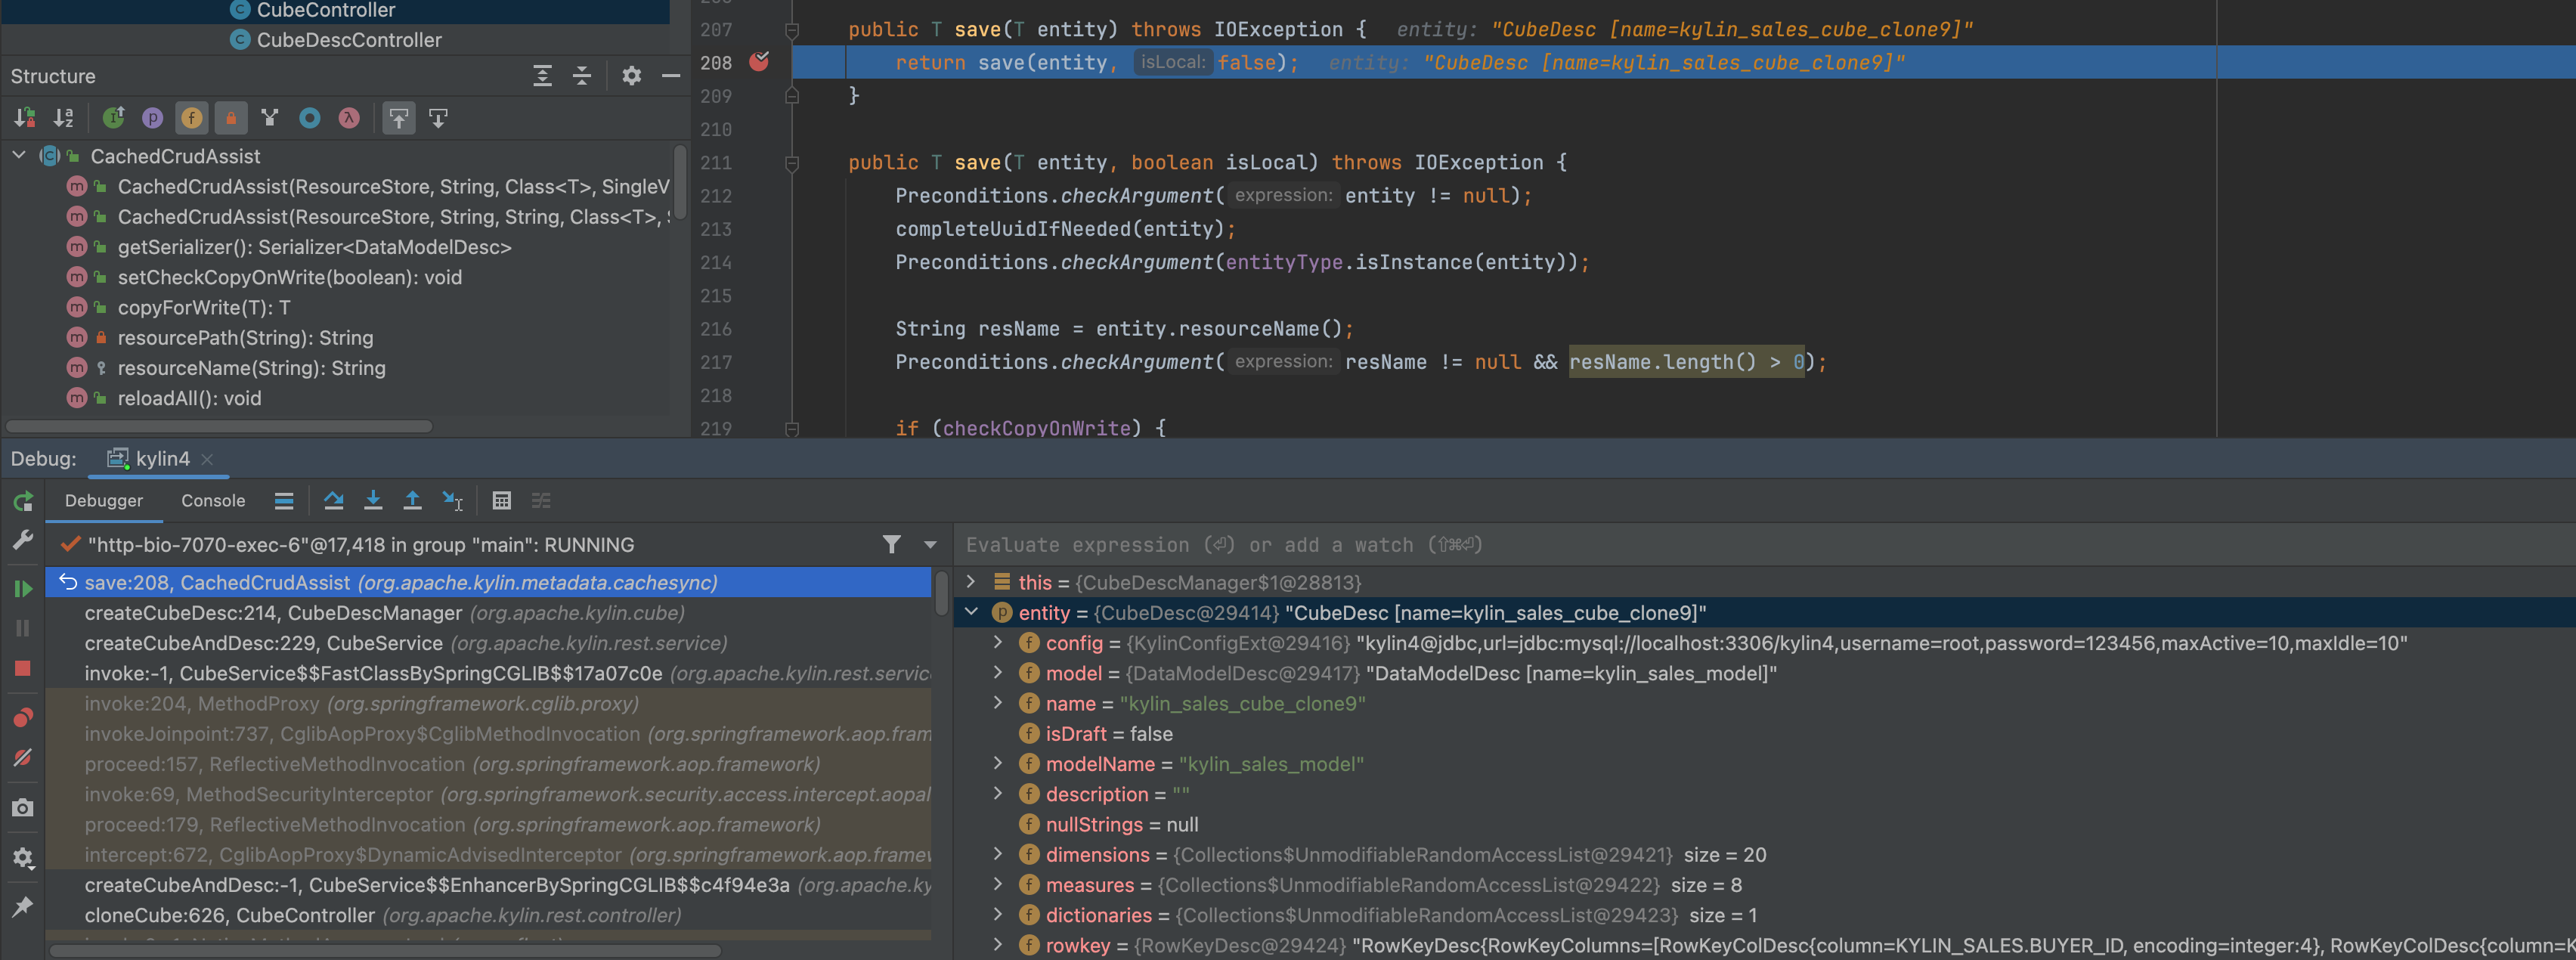 CubeController
CubeDescController
Structure
CachedCrudAssist
CachedCrudAssist(ResourceStore, String, Class<T>, SingleV
CachedCrudAssist(ResourceStore, String, String, Class<T>,
getSerializer(): Serializer<DataModelDesc>
setCheckCopyOnWrite(boolean): void
copyForWrite(T): T
resourcePath(String): String
resourceName(String): String
reloadAll(): void
207 public T save(T entity) throws IOException { entity: "CubeDesc [name=kylin_sales_cube_clone9]"
208 return save(entity, isLocal: false); entity: "CubeDesc [name=kylin_sales_cube_clone9]"
209 }
210
211 public T save(T entity, boolean isLocal) throws IOException {
212 Preconditions.checkArgument( expression: entity != null);
213 completeUuidIfNeeded(entity);
214 Preconditions.checkArgument(entityType.isInstance(entity));
215
216 String resName = entity.resourceName();
217 Preconditions.checkArgument( expression: resName != null && resName.length() > 0);
218
219 if (checkCopyOnWrite) {
Debug: kylin4
Debugger Console
"http-bio-7070-exec-6"@17,418 in group "main": RUNNING
save:208, CachedCrudAssist (org.apache.kylin.metadata.cachesync)
createCubeDesc:214, CubeDescManager (org.apache.kylin.cube)
createCubeAndDesc:229, CubeService (org.apache.kylin.rest.service)
invoke:-1, CubeService$$FastClassBySpringCGLIB$$17a07c0e (org.apache.kylin.rest.servic
invoke:204, MethodProxy (org.springframework.cglib.proxy)
invokeJoinpoint:737, CglibAopProxy$CglibMethodInvocation (org.springframework.aop.fram
proceed:157, ReflectiveMethodInvocation (org.springframework.aop.framework)
invoke:69, MethodSecurityInterceptor (org.springframework.security.access.intercept.aopal
proceed:179, ReflectiveMethodInvocation (org.springframework.aop.framework)
intercept:672, CglibAopProxy$DynamicAdvisedInterceptor (org.springframework.aop.framew
createCubeAndDesc:-1, CubeService$$EnhancerBySpringCGLIB$$c4f94e3a (org.apache.ky
cloneCube:626, CubeController (org.apache.kylin.rest.controller)
Evaluate expression (⏎) or add a watch (⇧⌘⏎)
this = {CubeDescManager$1@28813}
entity = {CubeDesc@29414} "CubeDesc [name=kylin_sales_cube_clone9]"
config = {KylinConfigExt@29416} "kylin4@jdbc,url=jdbc:mysql://localhost:3306/kylin4,username=root,password=123456,maxActive=10,maxIdle=10"
model = {DataModelDesc@29417} "DataModelDesc [name=kylin_sales_model]"
name = "kylin_sales_cube_clone9"
isDraft = false
modelName = "kylin_sales_model"
description = ""
nullStrings = null
dimensions = {Collections$UnmodifiableRandomAccessList@29421} size = 20
measures = {Collections$UnmodifiableRandomAccessList@29422} size = 8
dictionaries = {Collections$UnmodifiableRandomAccessList@29423} size = 1
rowkey = {RowKeyDesc@29424} "RowKeyDesc{RowKeyColumns=[RowKeyColDesc{column=KYLIN_SALES.BUYER_ID, encoding=integer:4}, RowKeyColDesc{column=K